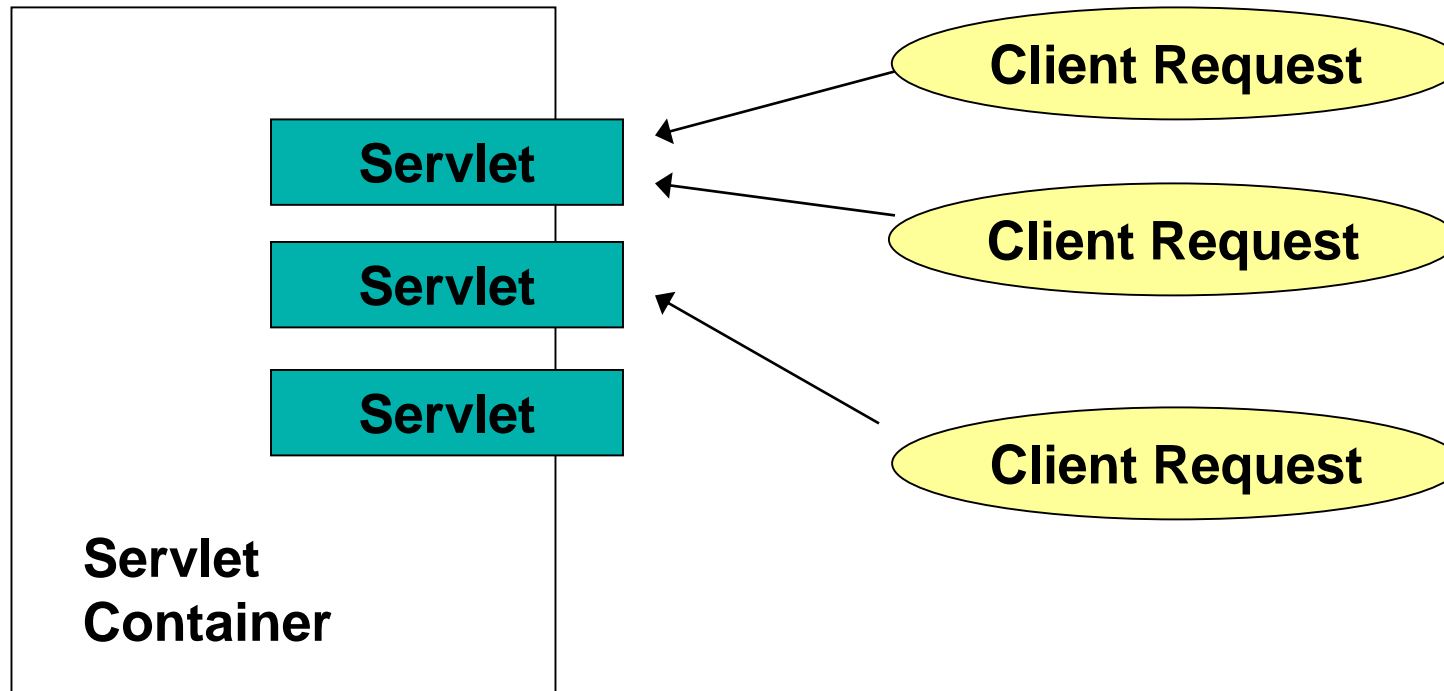 Client Request
Servlet
Client Request
Servlet
Servlet
Client Request
Servlet
Container